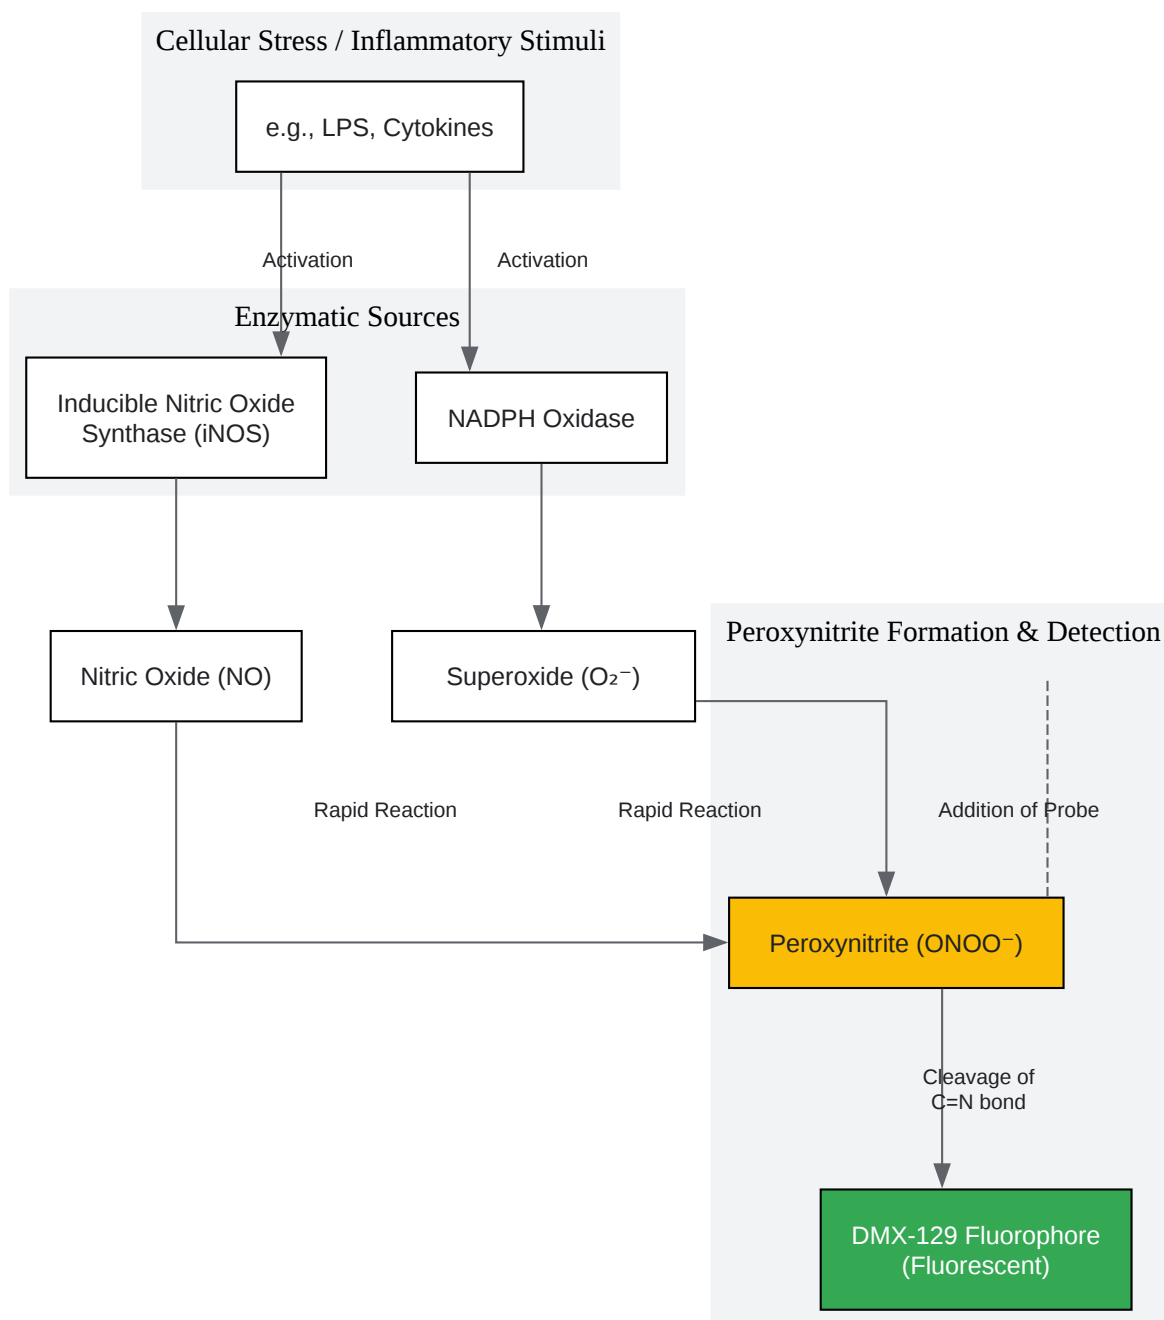 Cellular Stress / Inflammatory Stimuli
e.g., LPS, Cytokines
Activation
Activation
Enzymatic Sources
Inducible Nitric Oxide
Synthase (iNOS)
NADPH Oxidase
Nitric Oxide (NO)
Superoxide (O₂⁻)
Peroxynitrite Formation & Detection
Rapid Reaction
Rapid Reaction
Addition of Probe
Peroxynitrite (ONOO⁻)
Cleavage of
C=N bond
DMX-129 Fluorophore
(Fluorescent)